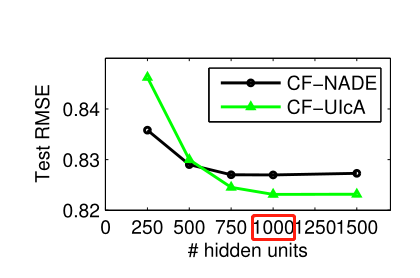 CF-NADE
CF-UIcA
Test RMSE
0.84
0.83
0.82
0 250 500 750 1000 1250 1500
# hidden units